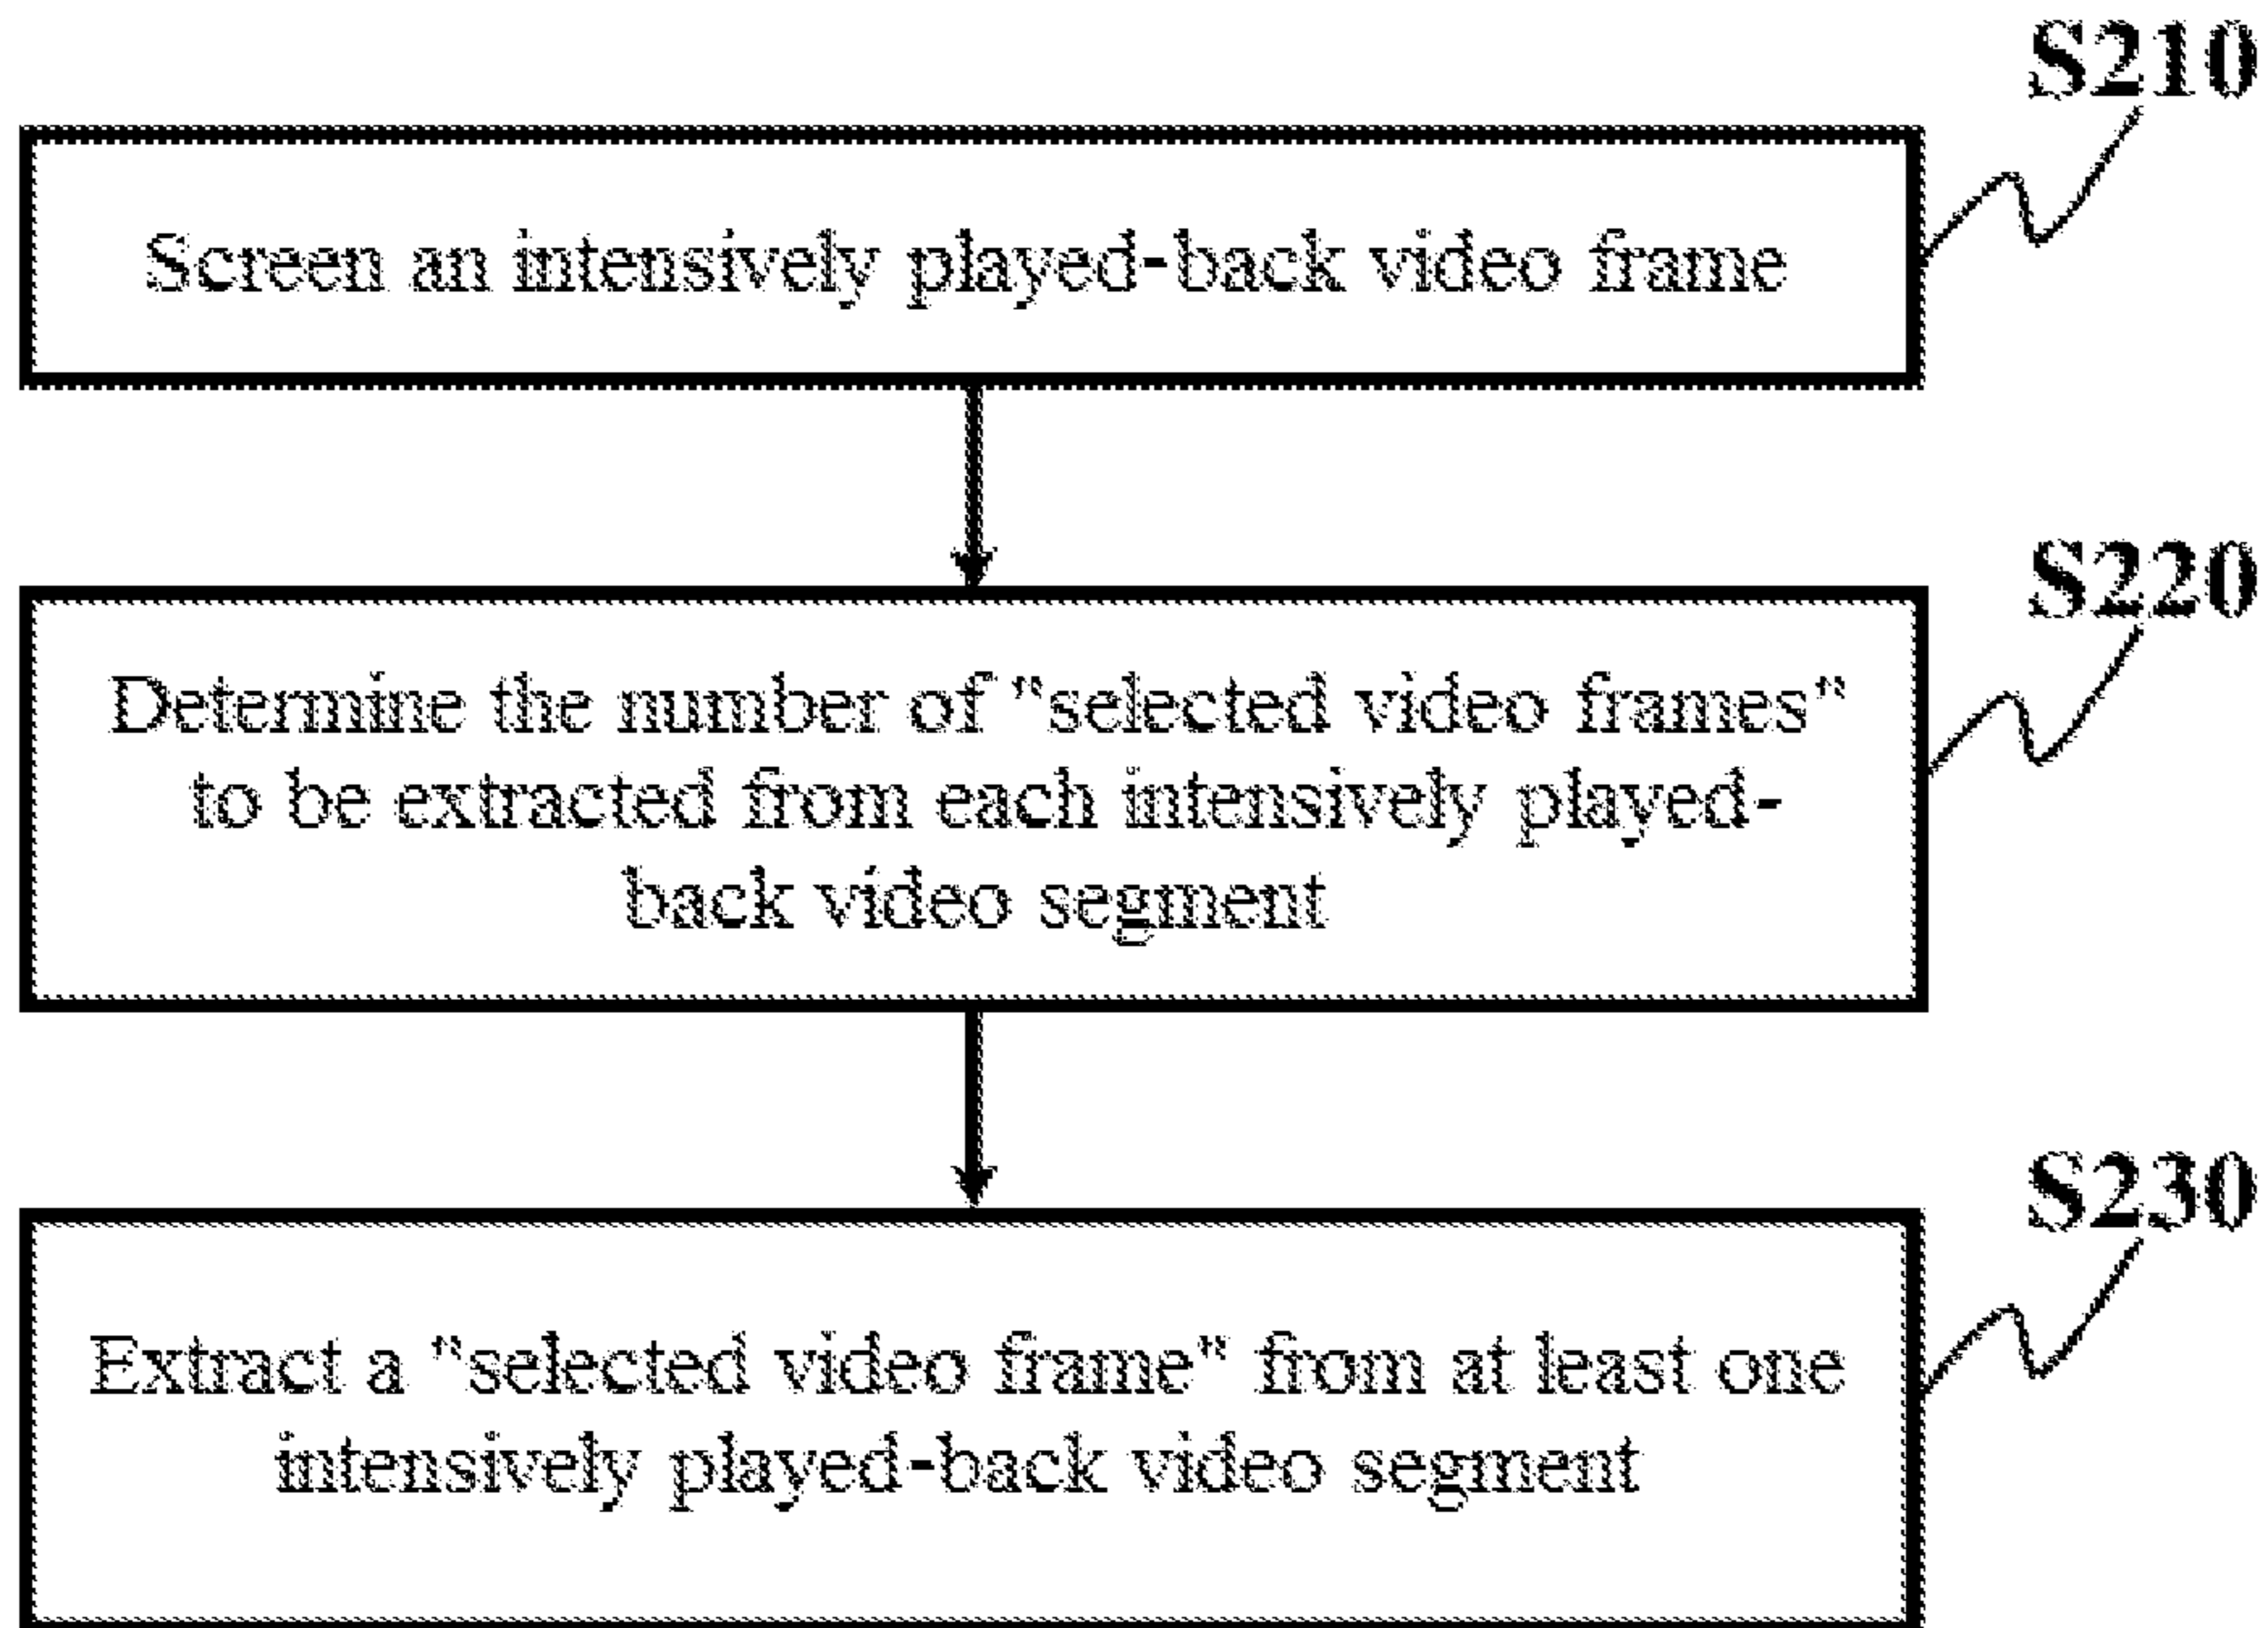 S210
Screen an intensively played-back video frame
S220
Determine the number of "selected video frames"
to be extracted from each intensively played-
back video segment
S230
Extract a "selected video frame" from at least one
intensively played-back video segment